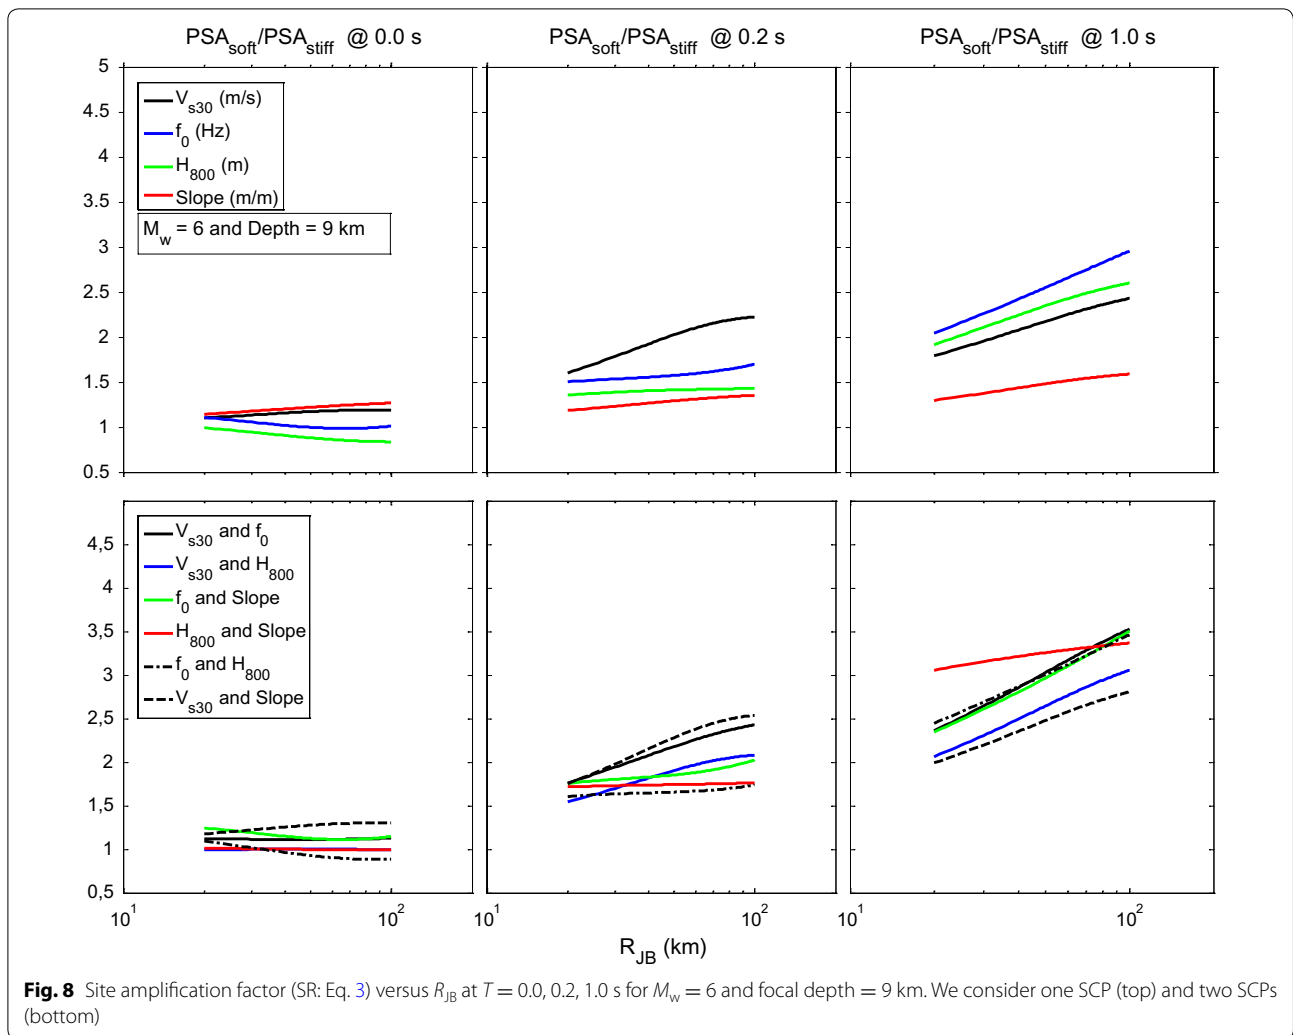 PSAsoft/PSAstiff @ 0.0 s
PSAsoft/PSAstiff @ 0.2 s
PSAsoft/PSAstiff @ 1.0 s
5
4.5
4
3.5
3
2.5
2
1.5
1
0.5
Vs30 (m/s)
f0 (Hz)
H800 (m)
Slope (m/m)
Mw = 6 and Depth = 9 km
4,5
4
3,5
3
2,5
2
1,5
1
0,5
Vs30 and f0
Vs30 and H800
f0 and Slope
H800 and Slope
f0 and H800
Vs30 and Slope
10^1
10^2
10^1
10^2
10^1
10^2
RJB (km)
Fig. 8 Site amplification factor (SR: Eq. 3) versus RJB at T = 0.0, 0.2, 1.0 s for Mw = 6 and focal depth = 9 km. We consider one SCP (top) and two SCPs
(bottom)